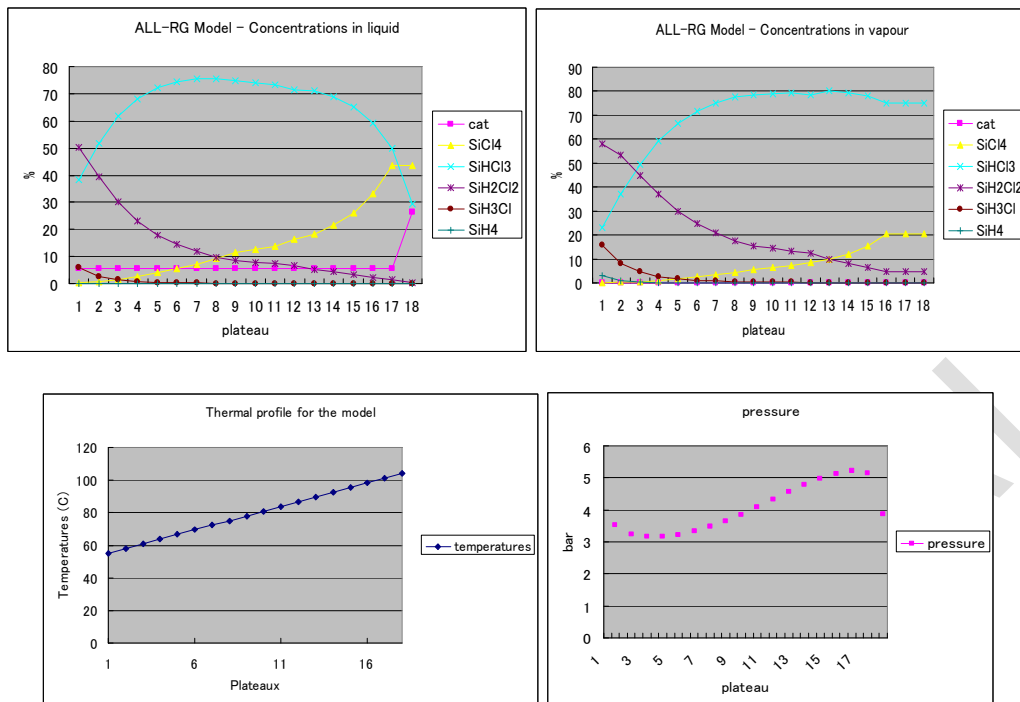 ALL-RG Model - Concentrations in liquid
80
70
60
50
40
30
20
10
0
%
1 2 3 4 5 6 7 8 9 10 11 12 13 14 15 16 17 18
plateau
cat
SiCl4
SiHCl3
SiH2Cl2
SiH3Cl
SiH4
ALL-RG Model - Concentrations in vapour
90
80
70
60
50
40
30
20
10
0
%
1 2 3 4 5 6 7 8 9 10 11 12 13 14 15 16 17 18
plateau
cat
SiCl4
SiHCl3
SiH2Cl2
SiH3Cl
SiH4
Thermal profile for the model
120
100
80
60
40
20
0
Temperatures (C)
1 6 11 16
Plateaux
temperatures
pressure
6
5
4
3
2
1
0
bar
1 3 5 7 9 11 13 15 17
plateau
pressure